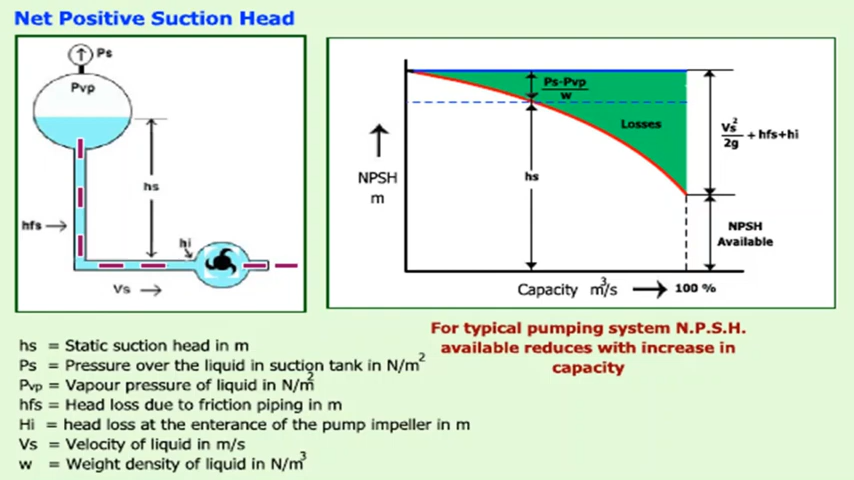 Net Positive Suction Head
Ps
Pvp
hs
hfs
hi
Vs
Ps-Pvp
w
Losses
Vs²
2g
+ hfs+hi
NPSH
m
hs
NPSH
Available
Capacity m³/s
100 %
For typical pumping system N.P.S.H.
available reduces with increase in
capacity
hs = Static suction head in m
Ps = Pressure over the liquid in suction tank in N/m²
Pvp = Vapour pressure of liquid in N/m²
hfs = Head loss due to friction piping in m
Hi = head loss at the enterance of the pump impeller in m
Vs = Velocity of liquid in m/s
w = Weight density of liquid in N/m³